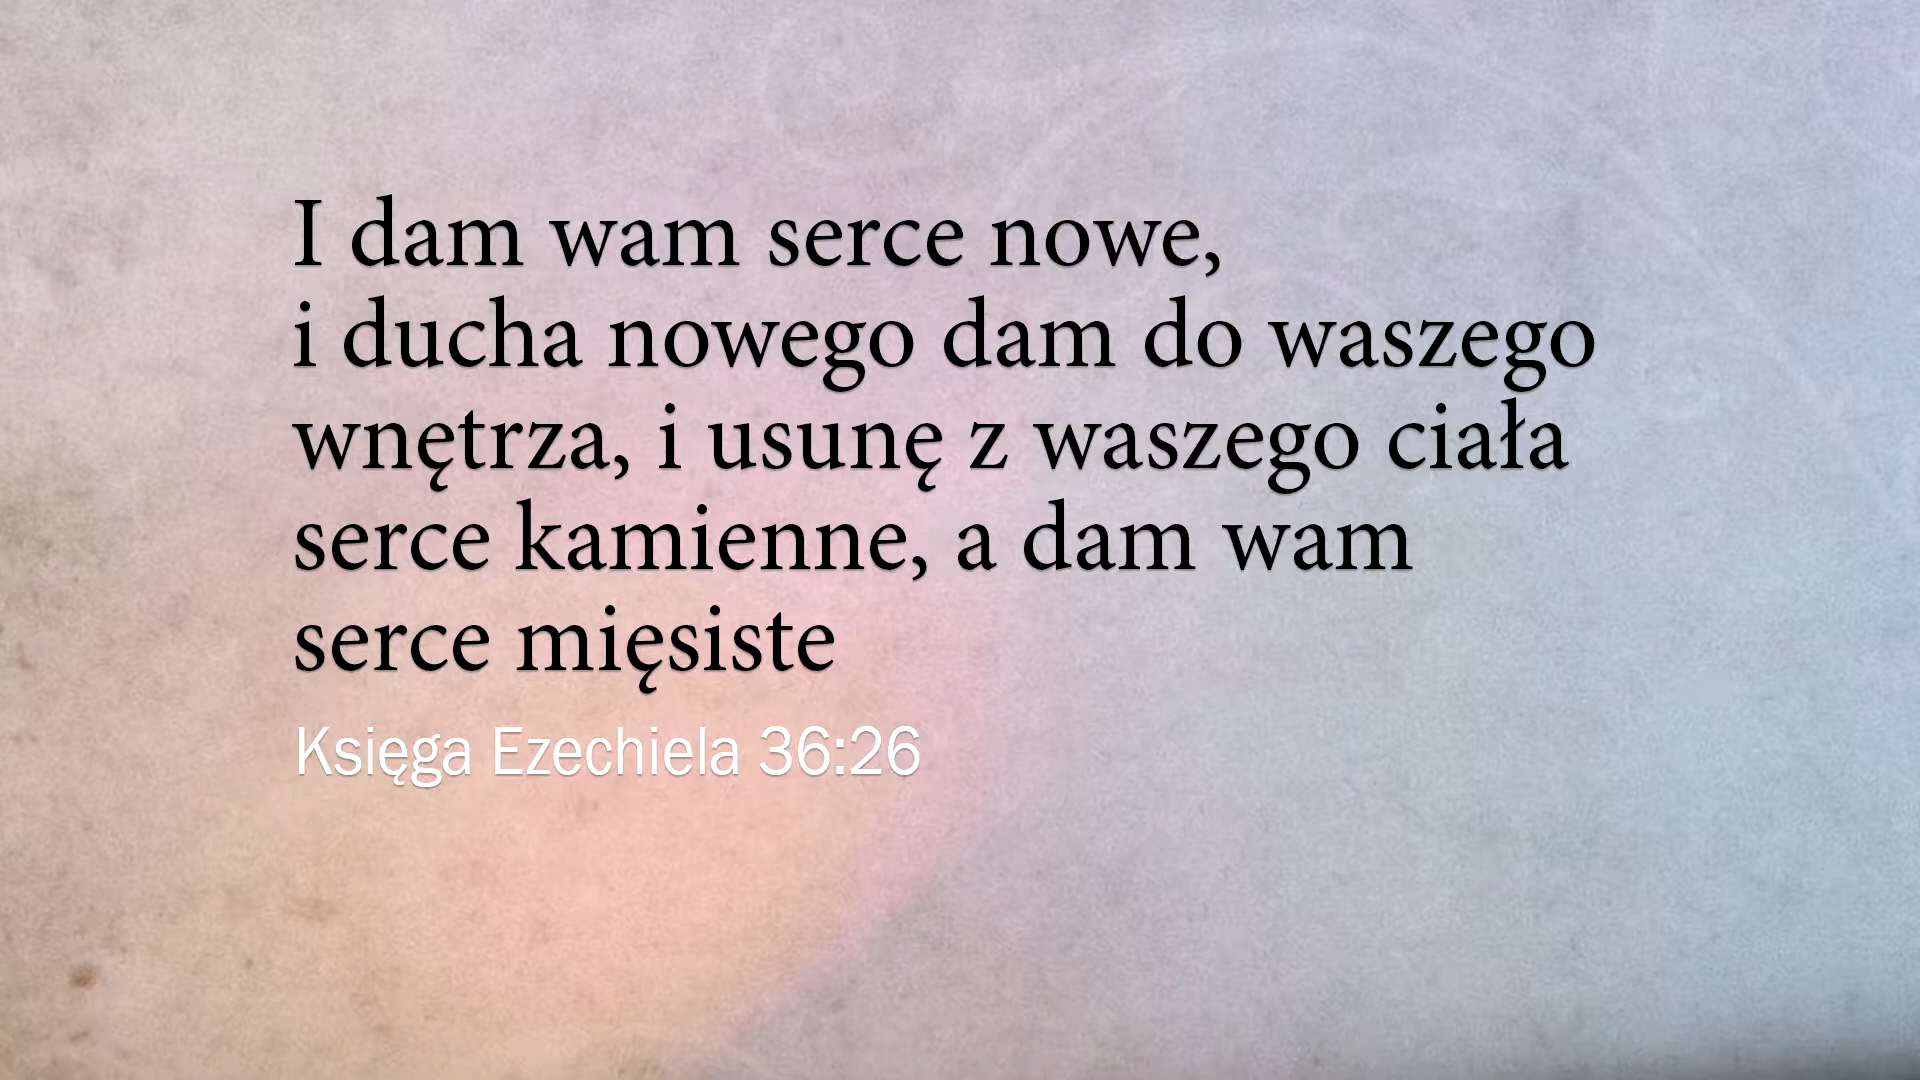 I dam wam serce nowe,
i ducha nowego dam do waszego
wnętrza, i usunę z waszego ciała
serce kamienne, a dam wam
serce mięsiste
Księga Ezechiela 36:26